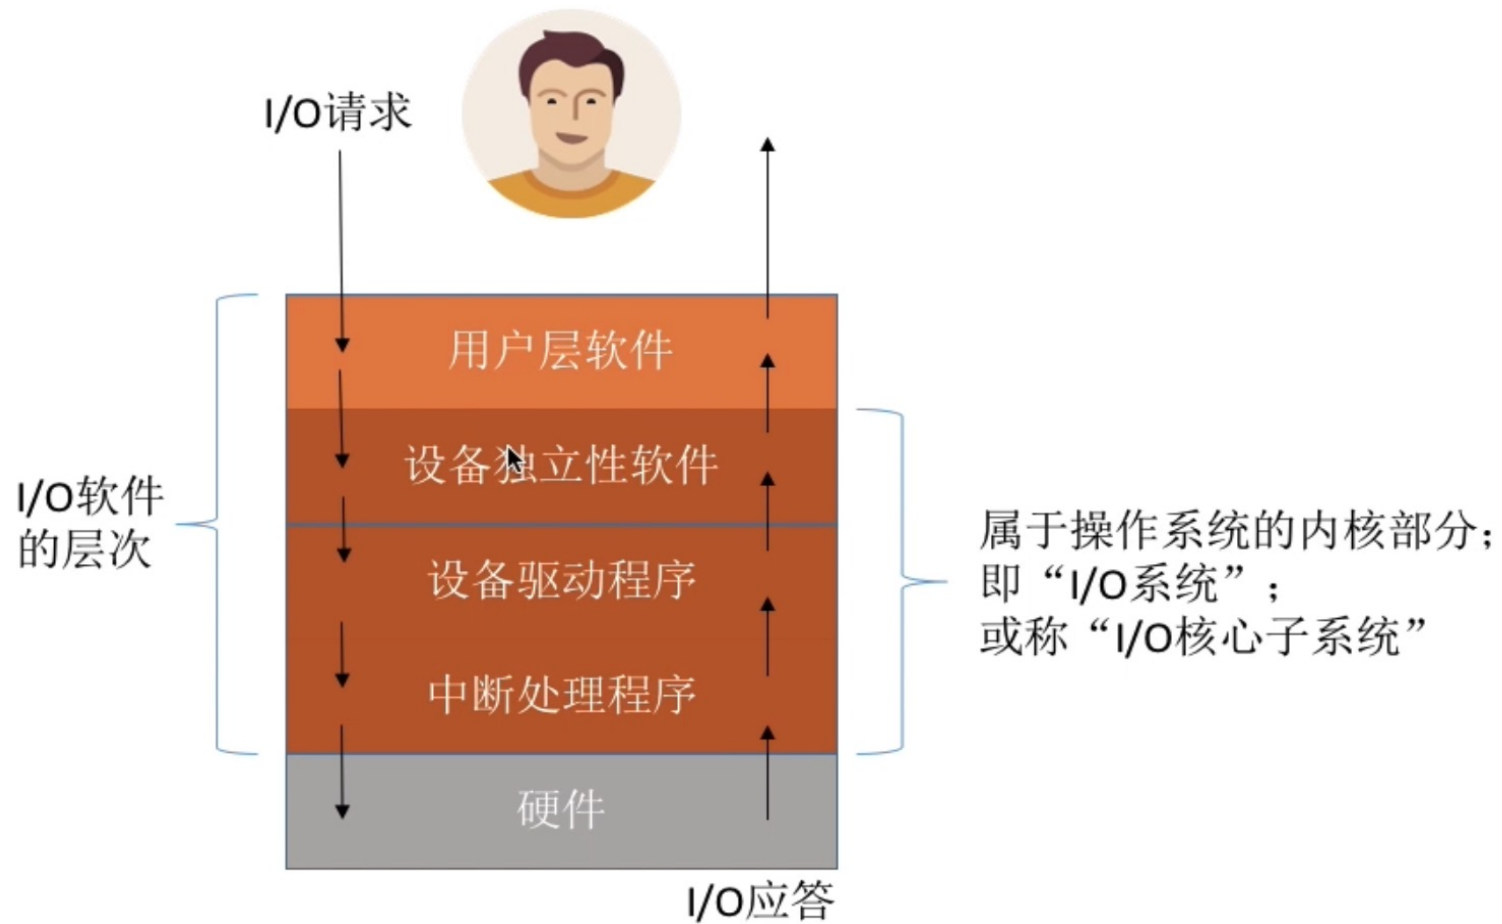 I/O请求
用户层软件
设备独立性软件
I/O软件
的层次
设备驱动程序
属于操作系统的内核部分；
即“I/O系统”；
或称“I/O核心子系统”
中断处理程序
硬件
I/O应答